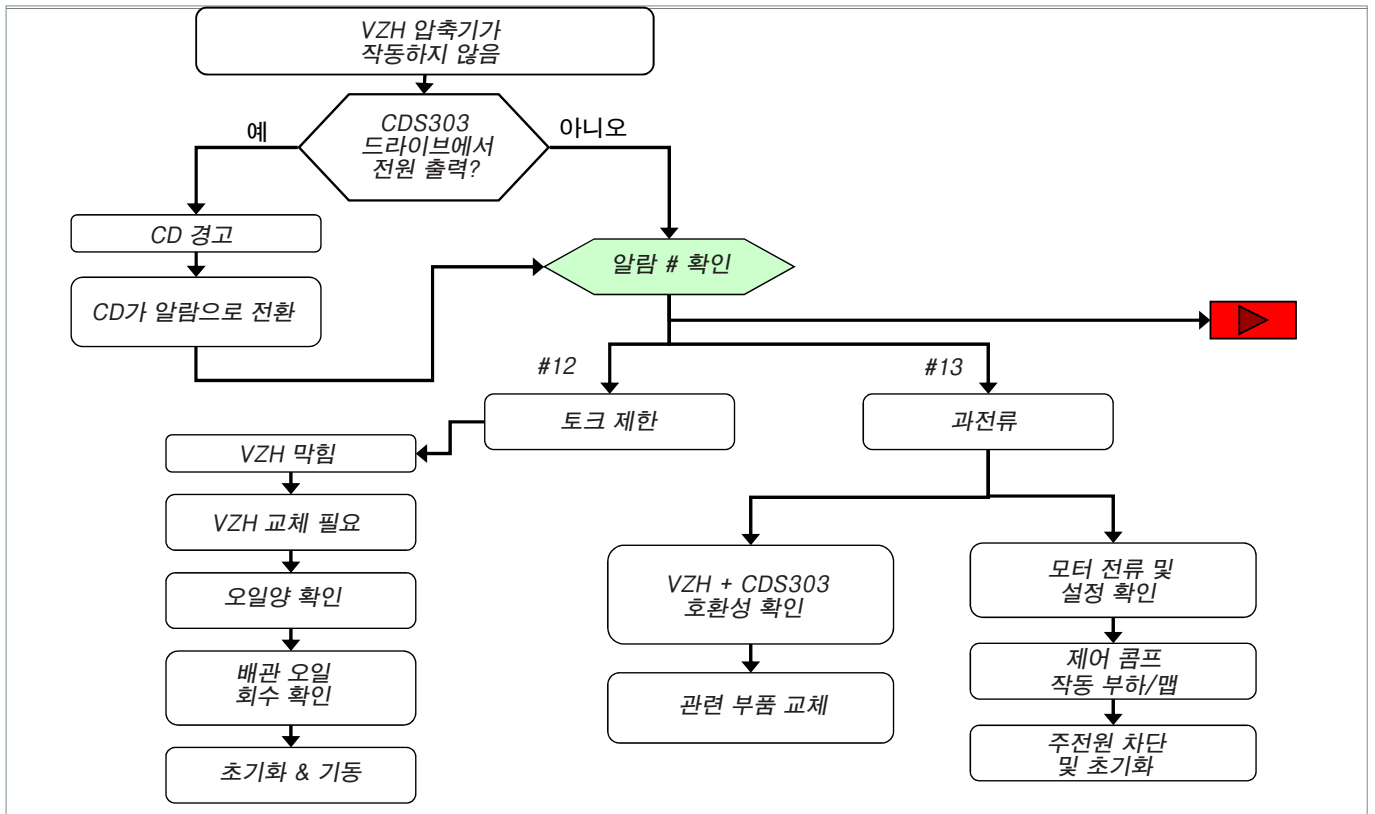 VZH 압축기가
작동하지 않음
CDS303
드라이브에서
전원 출력?
예
아니오
CD 경고
CD가 알람으로 전환
알람 # 확인
#12
#13
토크 제한
과전류
VZH 막힘
VZH 교체 필요
오일양 확인
배관 오일
회수 확인
초기화 & 기동
VZH + CDS303
호환성 확인
관련 부품 교체
모터 전류 및
설정 확인
제어 콤프
작동 부하/맵
주전원 차단
및 초기화